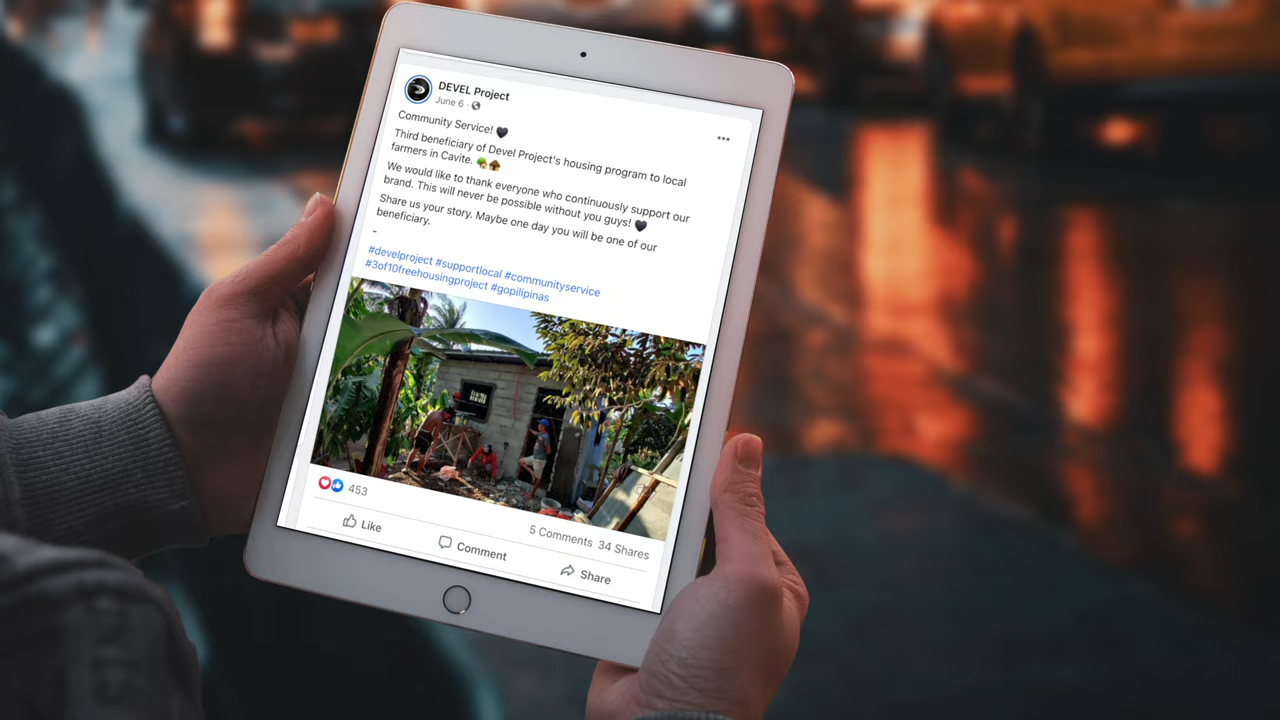 DEVEL Project
June 6 ·
Community Service! 🖤
Third beneficiary of Devel Project's housing program to local
farmers in Cavite. 🏡🏠
We would like to thank everyone who continuously support our
brand. This will never be possible without you guys! 🖤
Share us your story. Maybe one day you will be one of our
beneficiary.
-
#develproject #supportlocal #communityservice
#3of10freehousingproject #gopilipinas
453
5 Comments 34 Shares
Like
Comment
Share